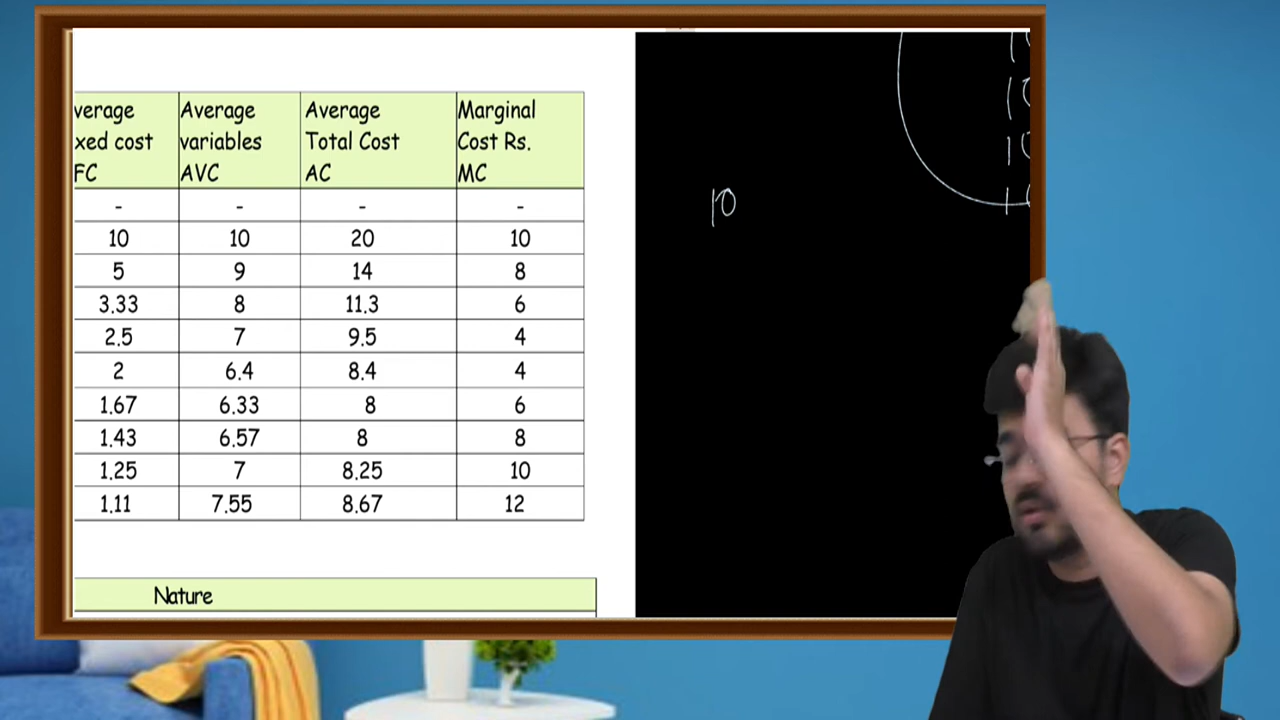 verage Average Average Marginal
xed cost variables Total Cost Cost Rs.
FC AVC AC MC
- - - -
10 10 20 10
5 9 14 8
3.33 8 11.3 6
2.5 7 9.5 4
2 6.4 8.4 4
1.67 6.33 8 6
1.43 6.57 8 8
1.25 7 8.25 10
1.11 7.55 8.67 12
Nature
10
10
10